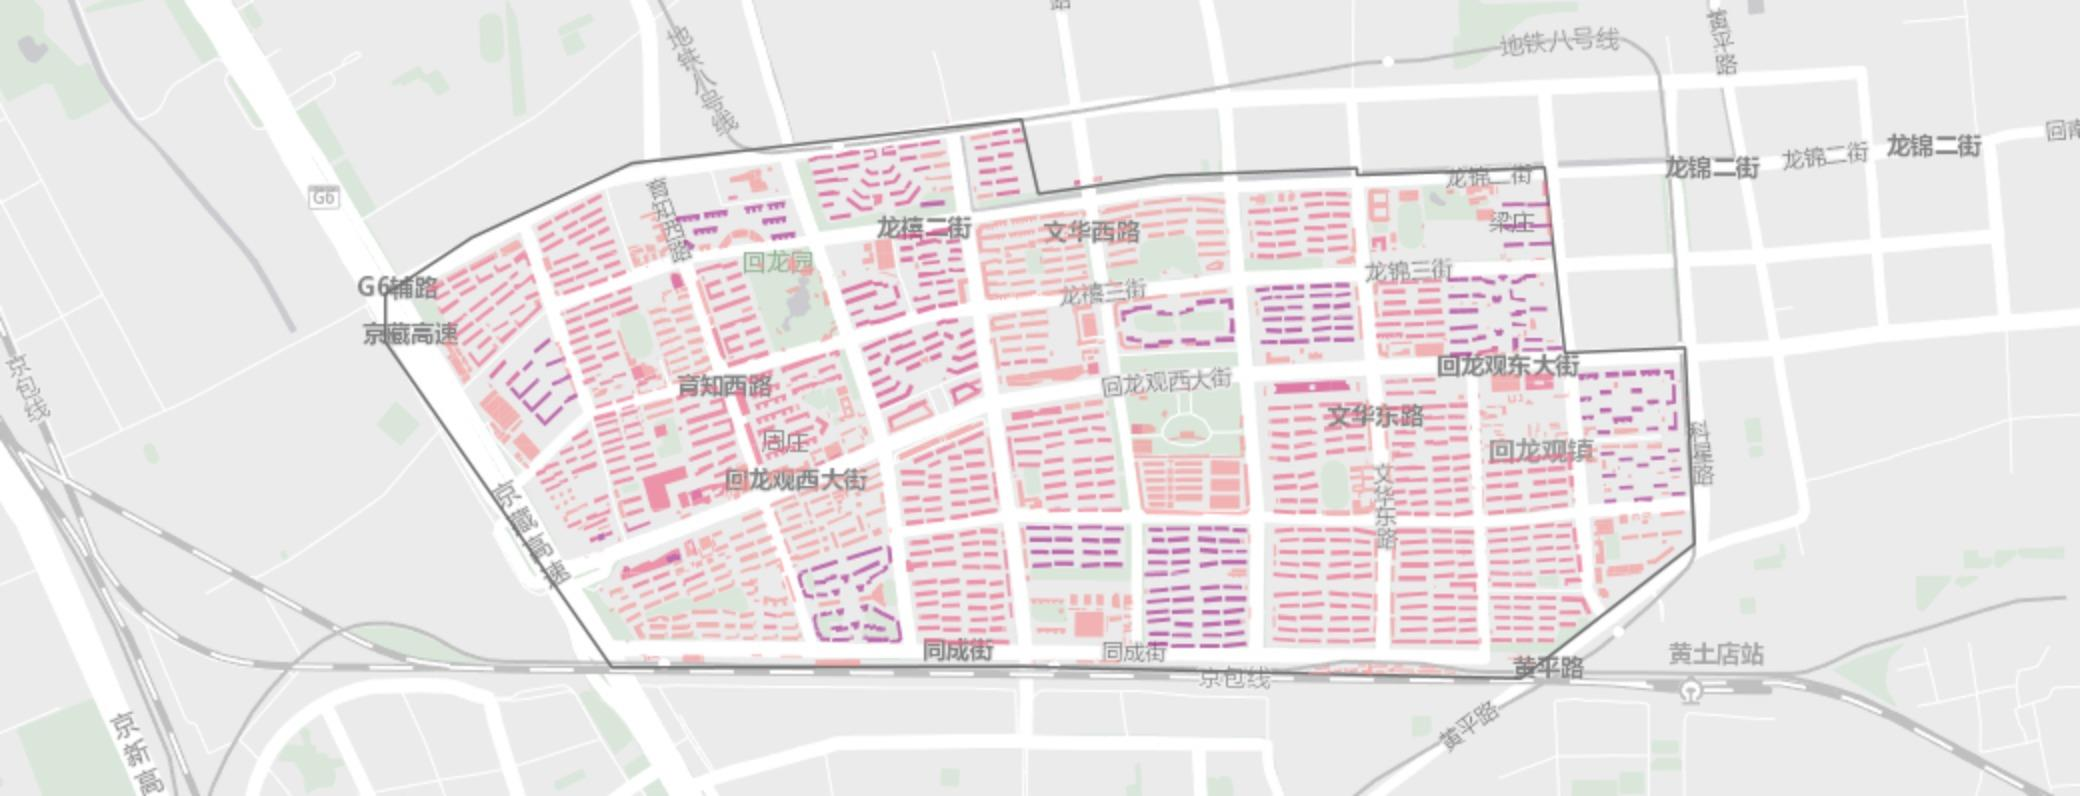 路
地铁八号线
地铁八号线
黄平路
龙锦二街
龙锦二街
龙锦二街
回南
G6
育知西路
龙锦二街
梁庄
龙禧二街
文华西路
回龙园
龙锦三街
G6辅路
龙禧三街
京藏高速
京包线
回龙观东大街
育知西路
回龙观西大街
文华东路
周庄
回龙观镇
回龙观西大街
文华东路
京藏高速
同成街
同成街
黄土店站
黄平路
京包线
黄平路
京新高